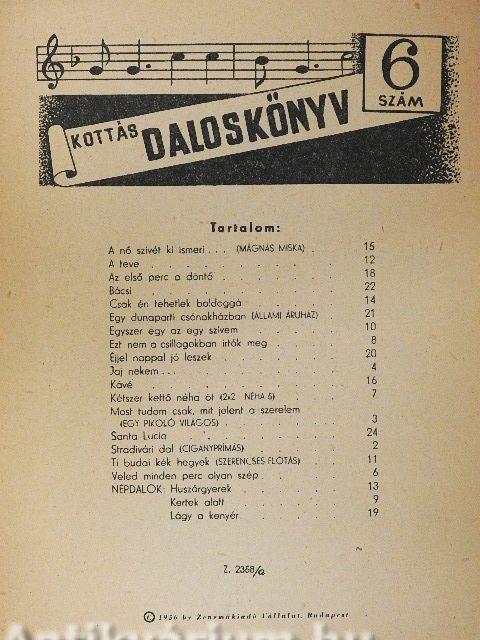 6
SZÁM
KOTTÁS DALOSKÖNYV
Tartalom:
A nő szivét ki ismeri . . . (MÁGNÁS MISKA) . 15
A teve . . . . . . . . 12
Az első perc a döntő . . . . . . 18
Bácsi . . . . . . . . 22
Csak én tehetlek boldoggá . . . . . 14
Egy dunaparti csónakházban (ÁLLAMI ÁRUHÁZ) 21
Egyszer egy az egy szívem . . . . . 10
Ezt nem a csillogokban írták meg . . . . 8
Éjjel nappal jó leszek . . . . . . 20
Jaj nekem . . . . . . . . 4
Kávé . . . . . . . . 16
Kétszer kettő néha öt (2x2 NÉHA 5) . . . 7
Most tudom csak, mit jelent a szerelem
(EGY PIKOLÓ VILÁGOS) . . . . . 3
Santa Lucia . . . . . . . 24
Stradivári dal (CIGANYPRÍMÁS) . . . . 2
Ti budai kék hegyek (SZERENCSÉS FLÓTÁS) . . 11
Veled minden perc olyan szép . . . . . 6
NÉPDALOK: Huszárgyerek . . . . . 13
Kertek alatt . . . . . 9
Lágy a kenyér . . . . . 19
Z. 2358/a
© 1956 by Zeneműkiadó Vállalat, Budapest
Antikvarium.hu